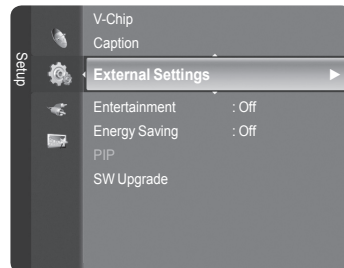 Setup
V-Chip
Caption
External Settings
Entertainment : Off
Energy Saving : Off
PIP
SW Upgrade